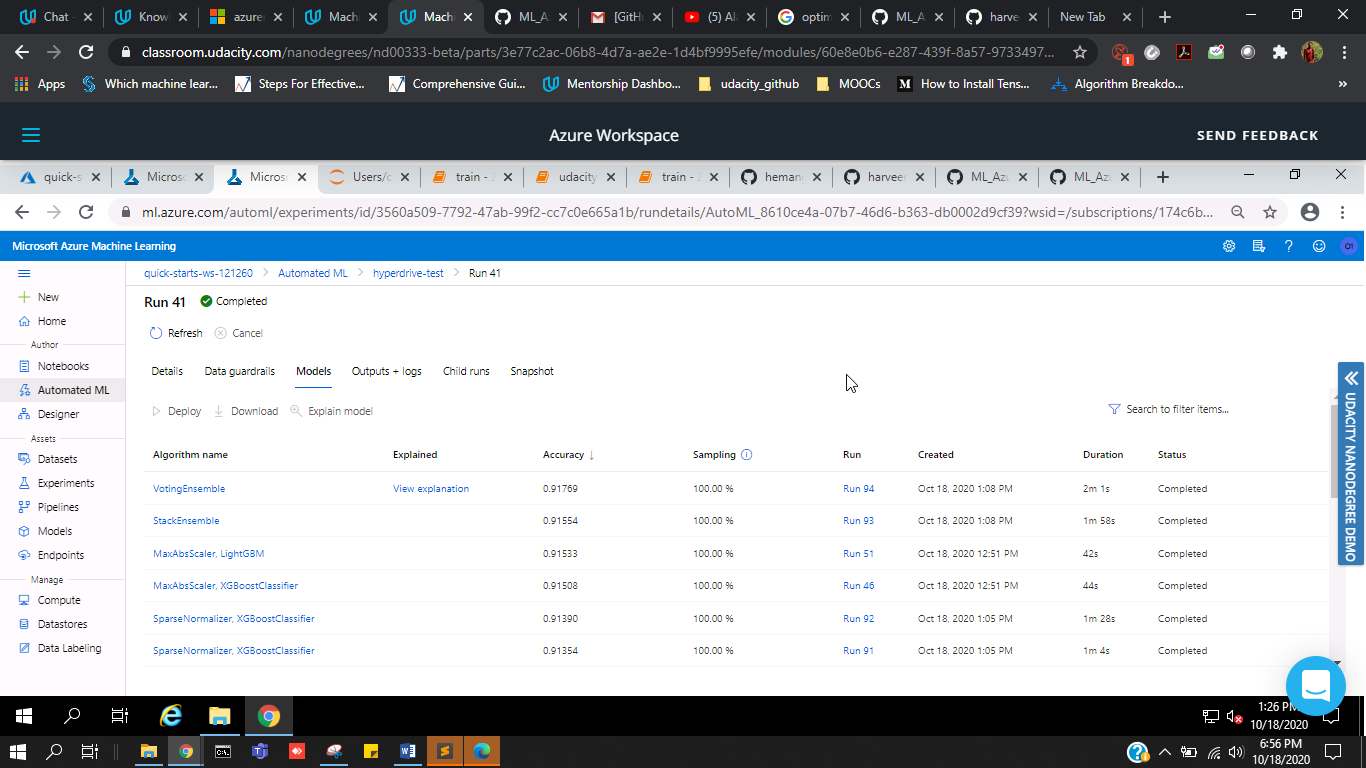 Chat - Know azure Machi Machi ML_A [GitH (5) Ala optim ML_A harve New Tab
classroom.udacity.com/nanodegrees/nd00333-beta/parts/3e77c2ac-06b8-4d7a-ae2e-1d4bf9995efe/modules/60e8e0b6-e287-439f-8a57-9733497...
1
Apps Which machine lear... Steps For Effective... Comprehensive Gui... Mentorship Dashbo... udacity_github MOOCs M How to Install Tens... Algorithm Breakdo... »
Azure Workspace SEND FEEDBACK
quick-s Micros Micros Users/o train - J udacity train - J heman harveer ML_Az ML_Az
ml.azure.com/automl/experiments/id/3560a509-7792-47ab-99f2-cc7c0e665a1b/rundetails/AutoML_8610ce4a-07b7-46d6-b363-db0002d9cf39?wsid=/subscriptions/174c6b...
Microsoft Azure Machine Learning
quick-starts-ws-121260 > Automated ML > hyperdrive-test > Run 41
New
Home
Author
Notebooks
Automated ML
Designer
Assets
Datasets
Experiments
Pipelines
Models
Endpoints
Manage
Compute
Datastores
Data Labeling
Run 41 Completed
Refresh Cancel
Details Data guardrails Models Outputs + logs Child runs Snapshot
Deploy Download Explain model Search to filter items...
Algorithm name Explained Accuracy ↓ Sampling Run Created Duration Status
VotingEnsemble View explanation 0.91769 100.00 % Run 94 Oct 18, 2020 1:08 PM 2m 1s Completed
StackEnsemble 0.91554 100.00 % Run 93 Oct 18, 2020 1:08 PM 1m 58s Completed
MaxAbsScaler, LightGBM 0.91533 100.00 % Run 51 Oct 18, 2020 12:51 PM 42s Completed
MaxAbsScaler, XGBoostClassifier 0.91508 100.00 % Run 46 Oct 18, 2020 12:51 PM 44s Completed
SparseNormalizer, XGBoostClassifier 0.91390 100.00 % Run 92 Oct 18, 2020 1:05 PM 1m 28s Completed
SparseNormalizer, XGBoostClassifier 0.91354 100.00 % Run 91 Oct 18, 2020 1:05 PM 1m 4s Completed
UDACITY NANODEGREE DEMO
1:26 PM
10/18/2020
6:56 PM
10/18/2020